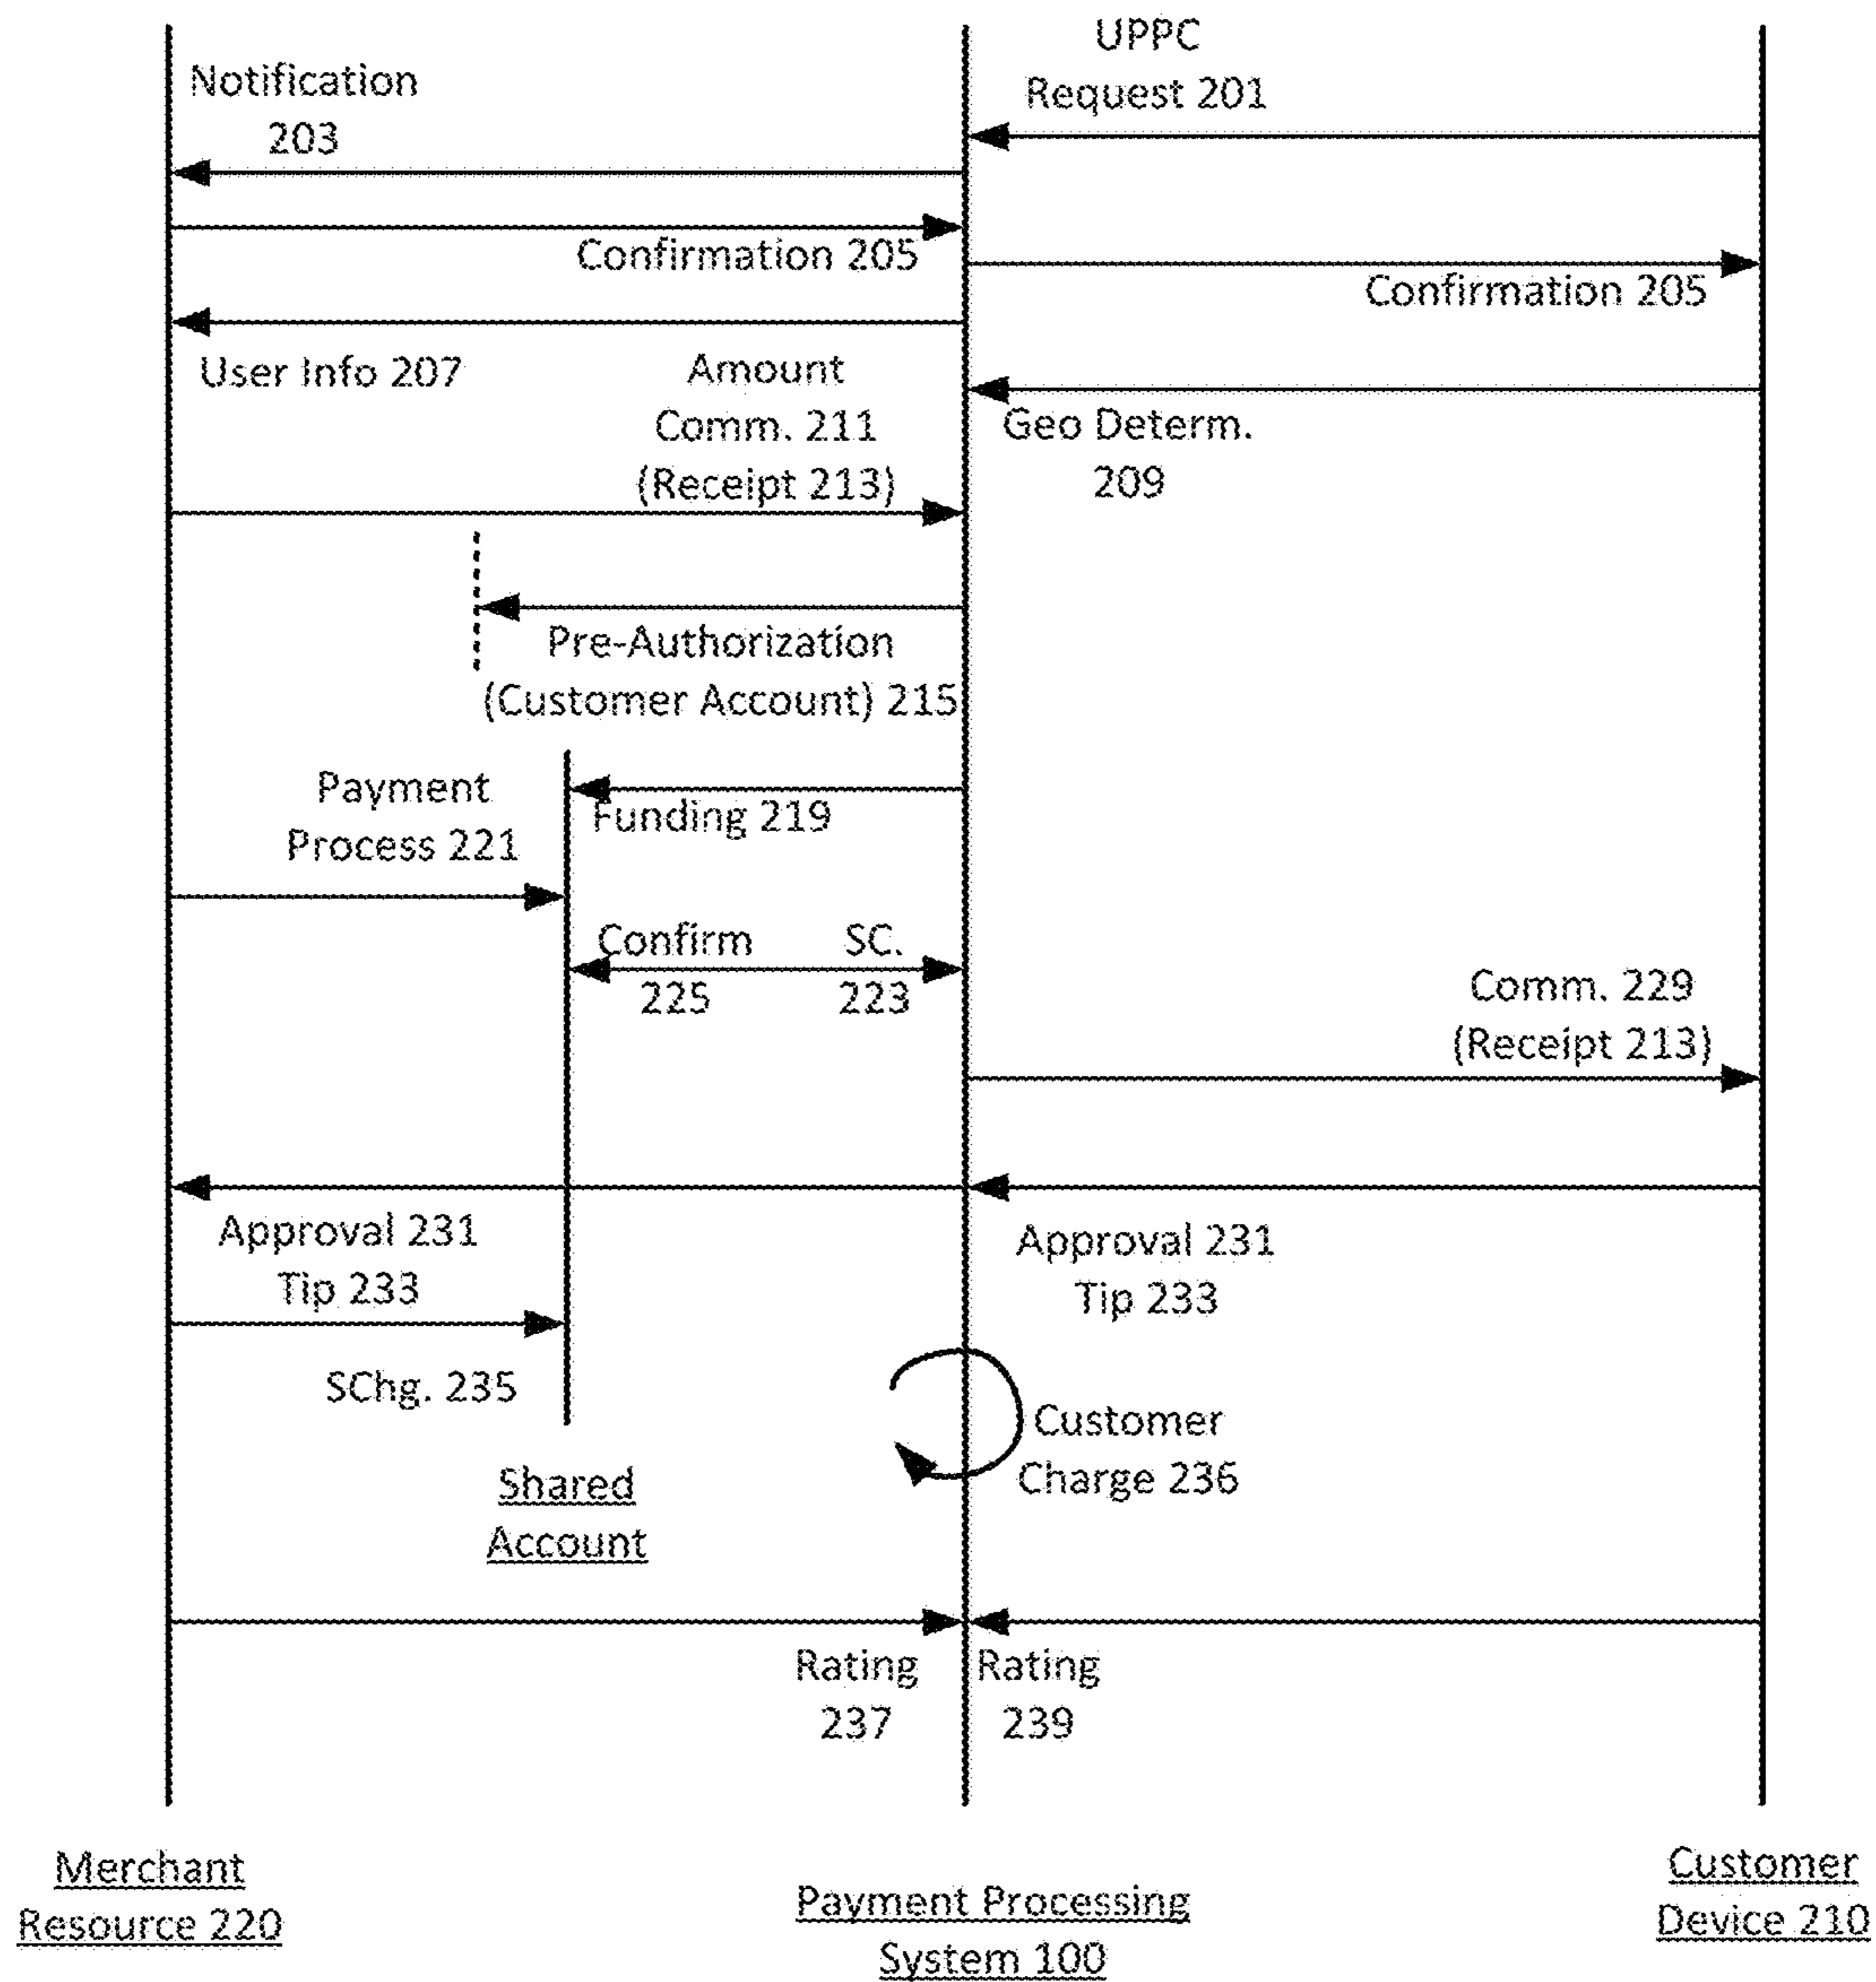 UPPC
Request 201
Notification
203
Confirmation 205
Confirmation 205
User Info 207
Amount
Comm. 211
(Receipt 213)
Geo Determ.
209
Pre-Authorization
(Customer Account) 215
Payment
Process 221
Funding 219
Confirm
225
SC.
223
Comm. 229
(Receipt 213)
Approval 231
Tip 233
Approval 231
Tip 233
SChg. 235
Customer
Charge 236
Shared
Account
Rating
237
Rating
239
Merchant
Resource 220
Payment Processing
System 100
Customer
Device 210